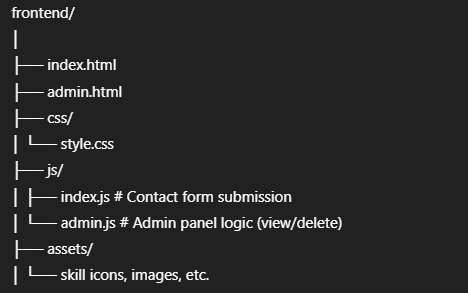 frontend/
│
├── index.html
├── admin.html
├── css/
│ └── style.css
├── js/
│ ├── index.js # Contact form submission
│ └── admin.js # Admin panel logic (view/delete)
├── assets/
│ └── skill icons, images, etc.